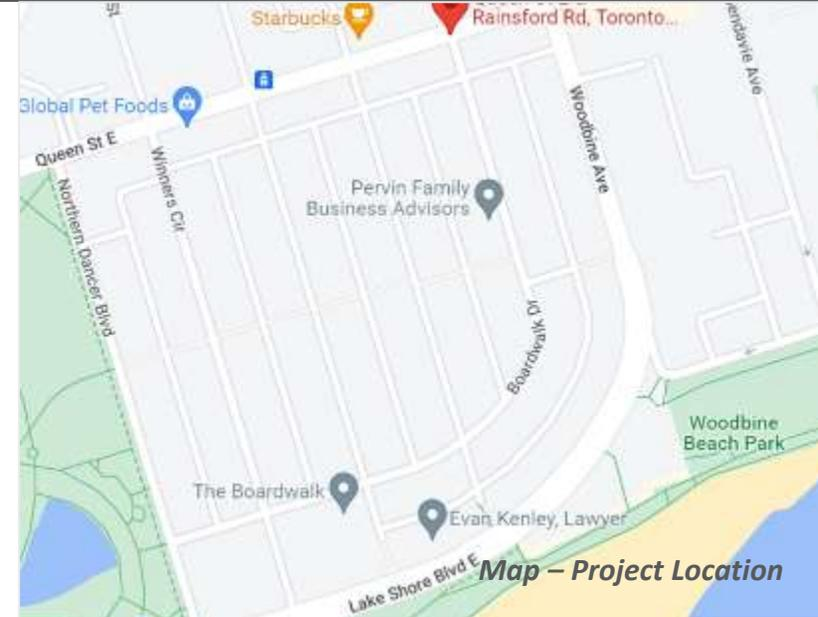 Starbucks
Rainsford Rd, Toronto...
Global Pet Foods
Queen St E
Winners Cir
Northern Dancer Blvd
Woodbine Ave
Pervin Family
Business Advisors
Boardwalk Dr
Woodbine
Beach Park
The Boardwalk
Evan Kenley, Lawyer
Lake Shore Blvd E
Map – Project Location